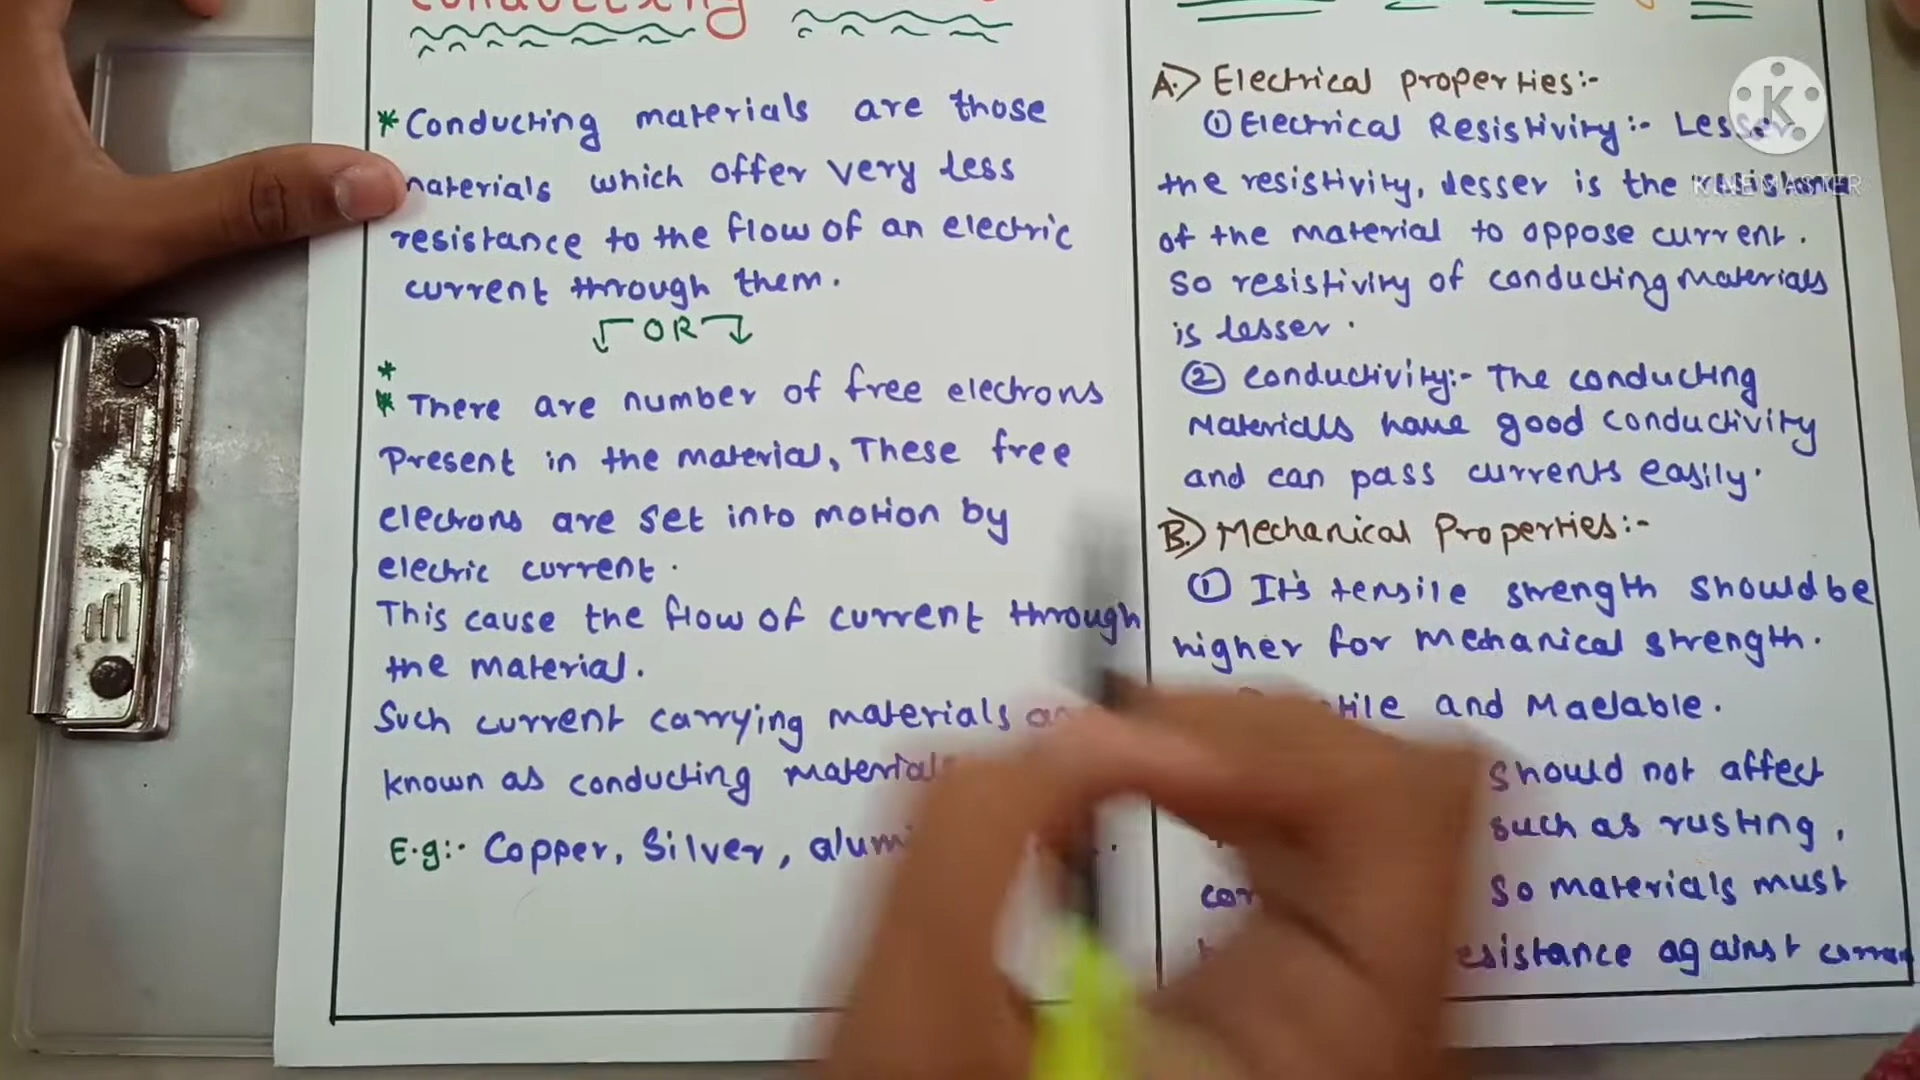 conducting
* Conducting materials are those
materials which offer very less
resistance to the flow of an electric
current through them.
OR
*
* There are number of free electrons
Present in the material, These free
electrons are set into motion by
electric current.
This cause the flow of current through
the material.
Such current carrying materials
known as conducting materials
E.g:- Copper, Silver,
A.) Electrical properties:-
① Electrical Resistivity:- Lesser
the resistivity, lesser is the
of the material to oppose current.
So resistivity of conducting materials
is lesser.
② Conductivity:- The conducting
Materials have good conductivity
and can pass currents easily.
B.) Mechanical Properties:-
① It's tensile strength should be
higher for mechanical strength.
and Maelable.
should not affect
such as rusting,
So materials must
against
K
KINEMASTER